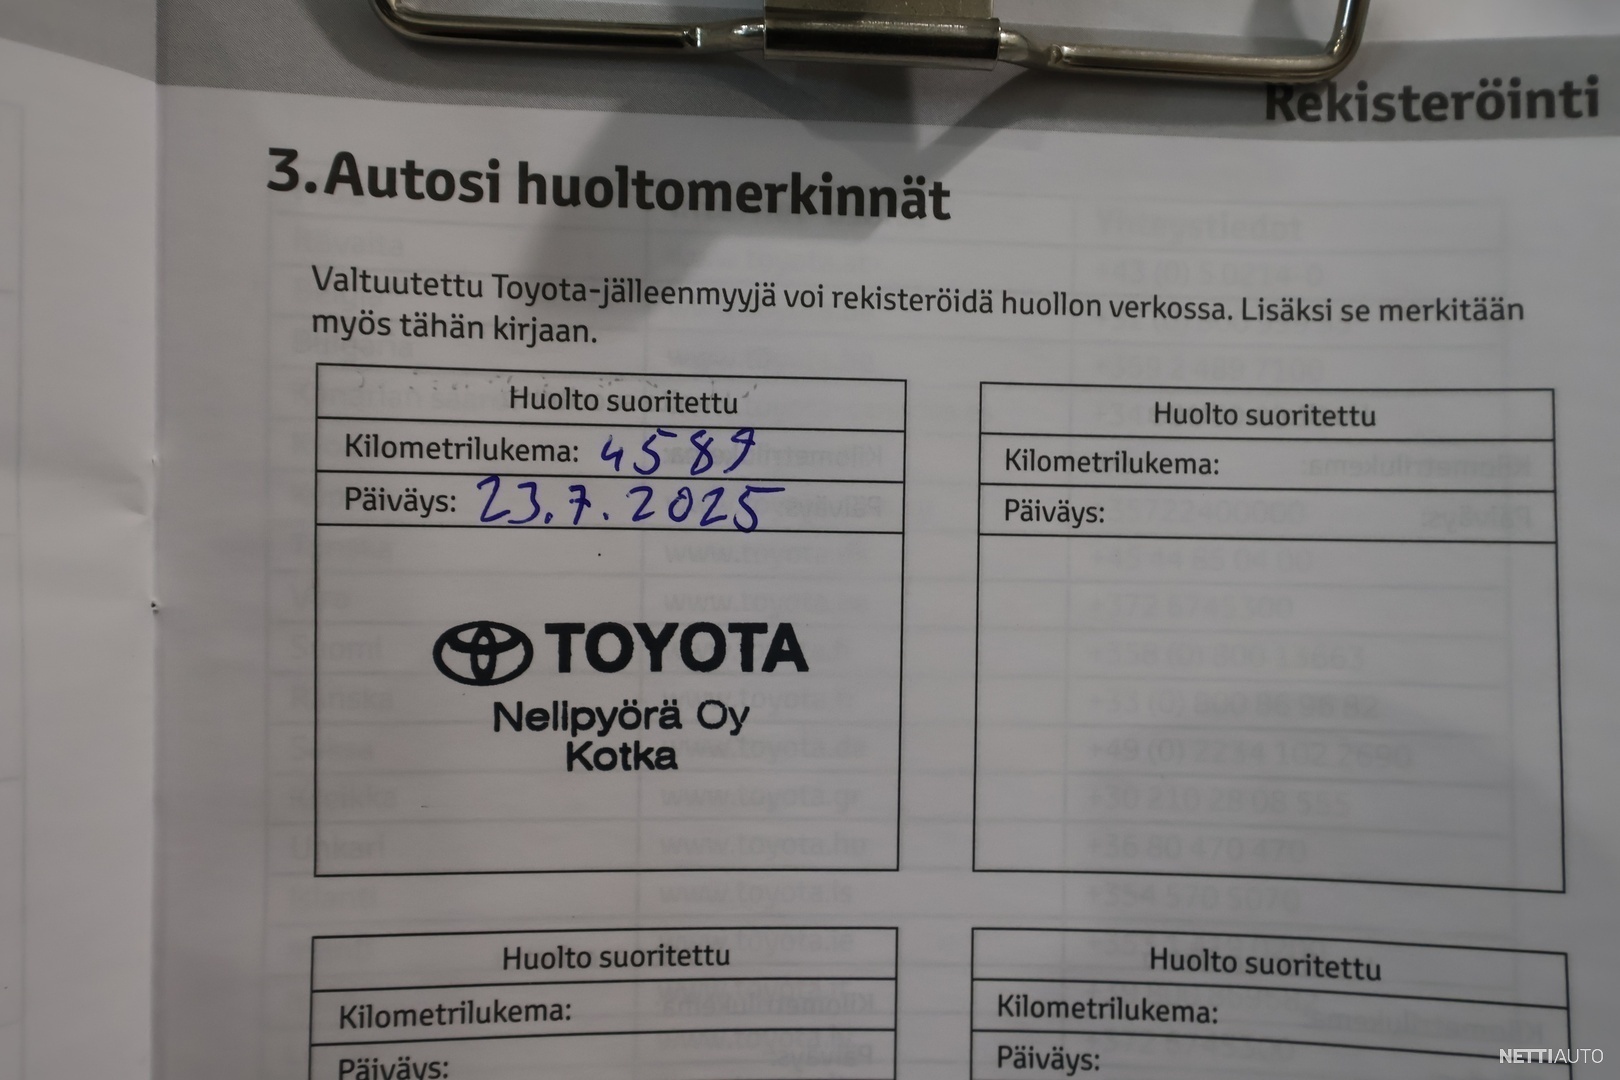 Rekisteröinti
3. Autosi huoltomerkinnät
Valtuutettu Toyota-jälleenmyyjä voi rekisteröidä huollon verkossa. Lisäksi se merkitään
myös tähän kirjaan.
Huolto suoritettu
Kilometrilukema: 4589
Päiväys: 23.7.2025
TOYOTA
Nelipyörä Oy
Kotka
Huolto suoritettu
Kilometrilukema:
Päiväys:
Huolto suoritettu
Kilometrilukema:
Päiväys:
Huolto suoritettu
Kilometrilukema:
Päiväys:
NETTIAUTO